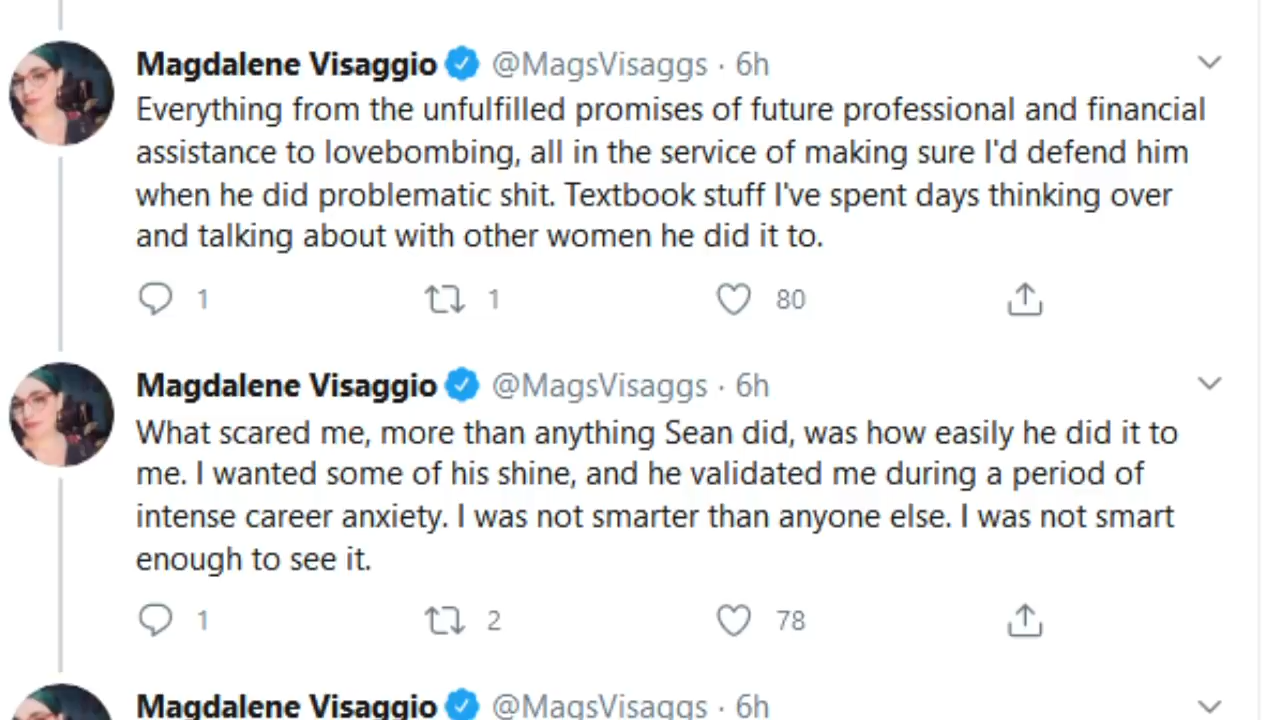 Magdalene Visaggio @MagsVisaggs · 6h
Everything from the unfulfilled promises of future professional and financial
assistance to lovebombing, all in the service of making sure I'd defend him
when he did problematic shit. Textbook stuff I've spent days thinking over
and talking about with other women he did it to.
1 1 80
Magdalene Visaggio @MagsVisaggs · 6h
What scared me, more than anything Sean did, was how easily he did it to
me. I wanted some of his shine, and he validated me during a period of
intense career anxiety. I was not smarter than anyone else. I was not smart
enough to see it.
1 2 78
Magdalene Visaggio @MagsVisaggs · 6h